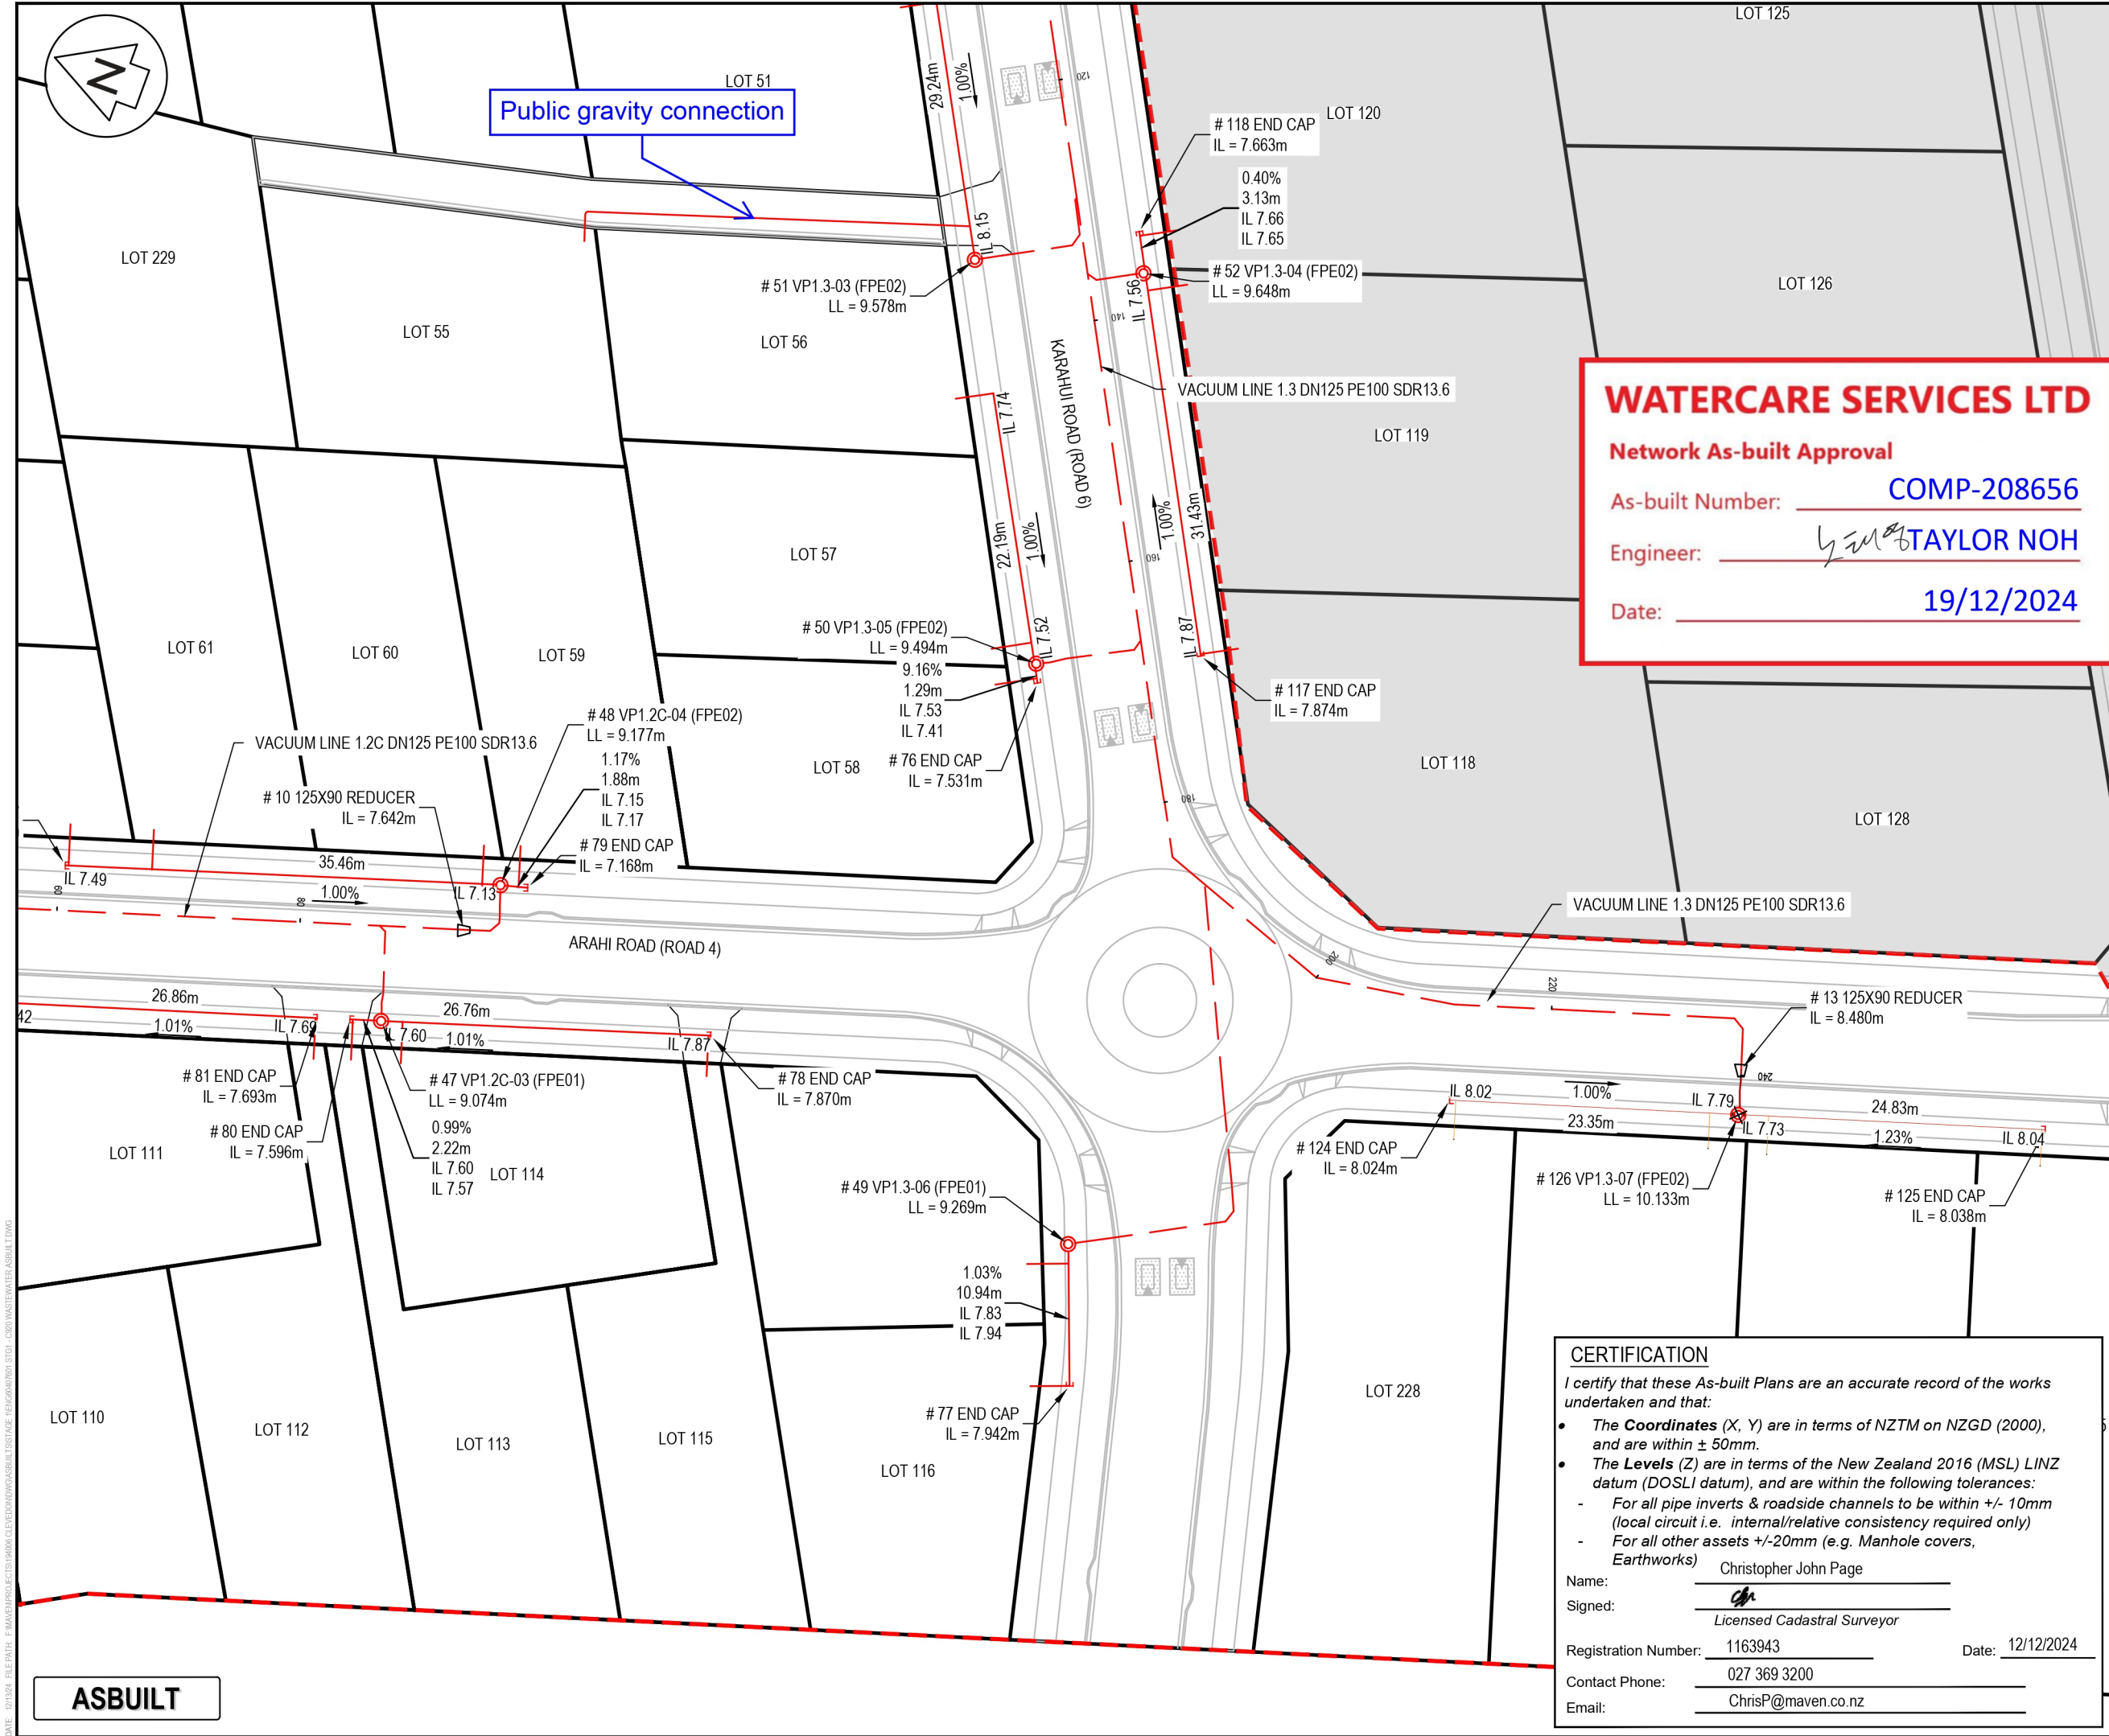 N
LOT 51
Public gravity connection
29.24m
1.00%
120
LOT 125
LOT 120
# 118 END CAP
IL = 7.663m
0.40%
3.13m
IL 7.66
IL 7.65
LOT 229
IL 8.15
# 51 VP1.3-03 (FPE02)
LL = 9.578m
IL 7.56
# 52 VP1.3-04 (FPE02)
LL = 9.648m
LOT 126
140
LOT 55
LOT 56
KARAHUI ROAD (ROAD 6)
VACUUM LINE 1.3 DN125 PE100 SDR13.6
IL 7.74
LOT 119
WATERCARE SERVICES LTD
Network As-built Approval
As-built Number: COMP-208656
Engineer: 노태영 TAYLOR NOH
Date: 19/12/2024
LOT 57
22.19m
1.00%
1.00%
31.43m
160
LOT 61
LOT 60
LOT 59
# 50 VP1.3-05 (FPE02)
LL = 9.494m
IL 7.52
9.16%
1.29m
IL 7.53
IL 7.41
IL 7.87
# 117 END CAP
IL = 7.874m
# 48 VP1.2C-04 (FPE02)
LL = 9.177m
VACUUM LINE 1.2C DN125 PE100 SDR13.6
1.17%
1.88m
IL 7.15
IL 7.17
LOT 58
# 76 END CAP
IL = 7.531m
LOT 118
# 10 125X90 REDUCER
IL = 7.642m
180
LOT 128
# 79 END CAP
IL = 7.168m
35.46m
IL 7.49
IL 7.13
60
80
1.00%
VACUUM LINE 1.3 DN125 PE100 SDR13.6
ARAHI ROAD (ROAD 4)
200
220
26.86m
26.76m
# 13 125X90 REDUCER
IL = 8.480m
42
1.01%
IL 7.69
IL 7.60
1.01%
IL 7.87
240
# 81 END CAP
IL = 7.693m
# 47 VP1.2C-03 (FPE01)
LL = 9.074m
# 78 END CAP
IL = 7.870m
IL 8.02
1.00%
IL 7.79
24.83m
23.35m
IL 7.73
1.23%
IL 8.04
# 80 END CAP
IL = 7.596m
0.99%
2.22m
IL 7.60
IL 7.57
LOT 111
LOT 114
# 124 END CAP
IL = 8.024m
# 126 VP1.3-07 (FPE02)
LL = 10.133m
# 125 END CAP
IL = 8.038m
# 49 VP1.3-06 (FPE01)
LL = 9.269m
1.03%
10.94m
IL 7.83
IL 7.94
LOT 228
# 77 END CAP
IL = 7.942m
LOT 110
LOT 112
LOT 113
LOT 115
LOT 116
CERTIFICATION
I certify that these As-built Plans are an accurate record of the works
undertaken and that:
• The Coordinates (X, Y) are in terms of NZTM on NZGD (2000),
and are within ± 50mm.
• The Levels (Z) are in terms of the New Zealand 2016 (MSL) LINZ
datum (DOSLI datum), and are within the following tolerances:
- For all pipe inverts & roadside channels to be within +/- 10mm
(local circuit i.e. internal/relative consistency required only)
- For all other assets +/-20mm (e.g. Manhole covers,
Earthworks)
Name: Christopher John Page
Signed:
Licensed Cadastral Surveyor
Registration Number: 1163943 Date: 12/12/2024
Contact Phone: 027 369 3200
Email: ChrisP@maven.co.nz
ASBUILT